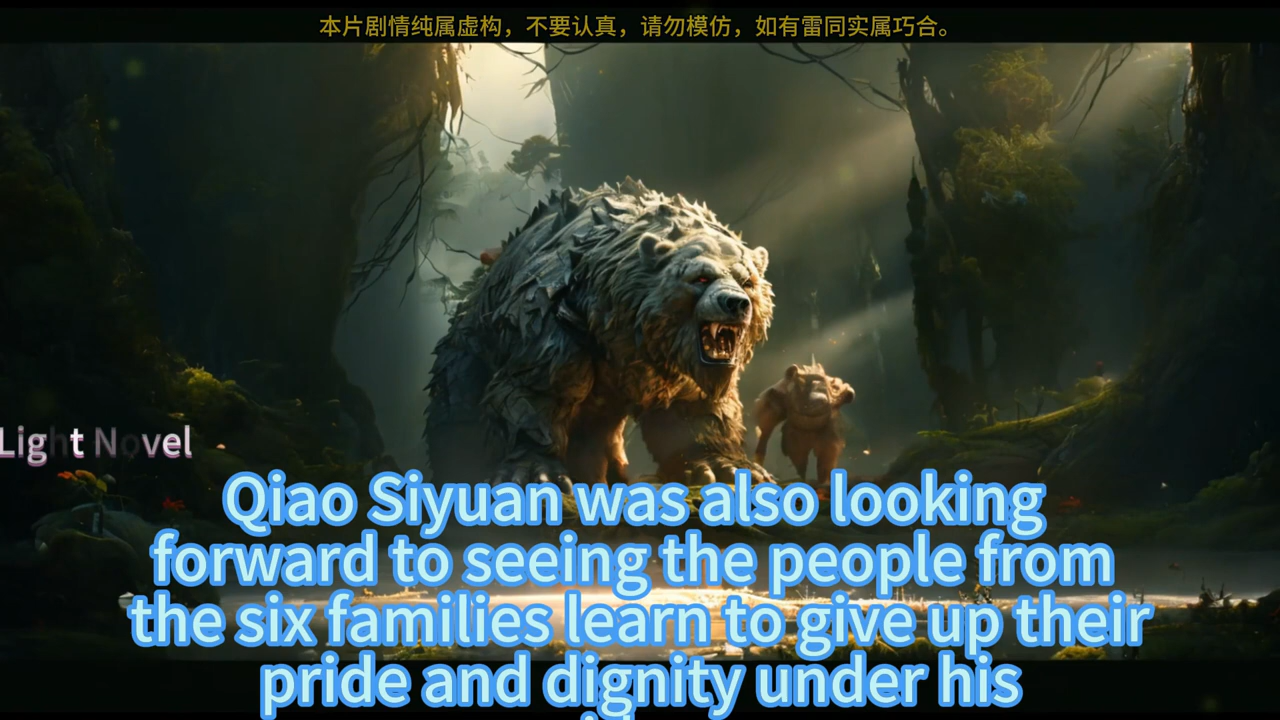 本片剧情纯属虚构，不要认真，请勿模仿，如有雷同实属巧合。
Light Novel
Qiao Siyuan was also looking
forward to seeing the people from
the six families learn to give up their
pride and dignity under his